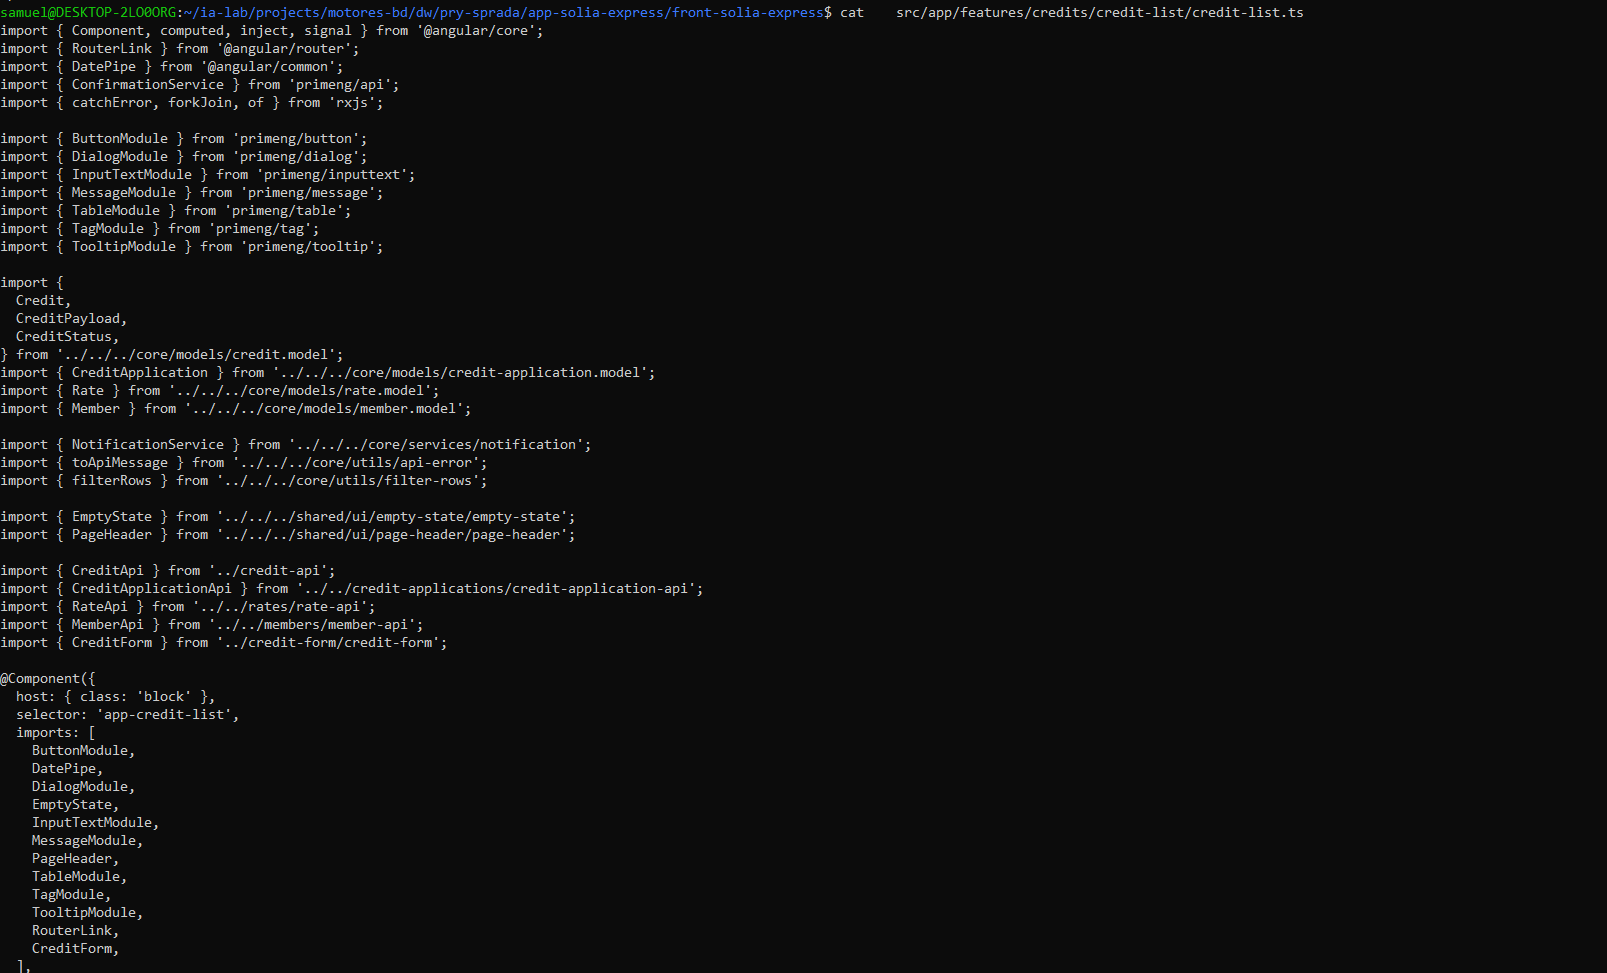 samuel@DESKTOP-2LO0ORG:~/ia-lab/projects/motores-bd/dw/pry-sprada/app-solia-express/front-solia-express$ cat    src/app/features/credits/credit-list/credit-list.ts
import { Component, computed, inject, signal } from '@angular/core';
import { RouterLink } from '@angular/router';
import { DatePipe } from '@angular/common';
import { ConfirmationService } from 'primeng/api';
import { catchError, forkJoin, of } from 'rxjs';

import { ButtonModule } from 'primeng/button';
import { DialogModule } from 'primeng/dialog';
import { InputTextModule } from 'primeng/inputtext';
import { MessageModule } from 'primeng/message';
import { TableModule } from 'primeng/table';
import { TagModule } from 'primeng/tag';
import { TooltipModule } from 'primeng/tooltip';

import {
  Credit,
  CreditPayload,
  CreditStatus,
} from '../../../core/models/credit.model';
import { CreditApplication } from '../../../core/models/credit-application.model';
import { Rate } from '../../../core/models/rate.model';
import { Member } from '../../../core/models/member.model';

import { NotificationService } from '../../../core/services/notification';
import { toApiMessage } from '../../../core/utils/api-error';
import { filterRows } from '../../../core/utils/filter-rows';

import { EmptyState } from '../../../shared/ui/empty-state/empty-state';
import { PageHeader } from '../../../shared/ui/page-header/page-header';

import { CreditApi } from '../credit-api';
import { CreditApplicationApi } from '../../credit-applications/credit-application-api';
import { RateApi } from '../../rates/rate-api';
import { MemberApi } from '../../members/member-api';
import { CreditForm } from '../credit-form/credit-form';

@Component({
  host: { class: 'block' },
  selector: 'app-credit-list',
  imports: [
    ButtonModule,
    DatePipe,
    DialogModule,
    EmptyState,
    InputTextModule,
    MessageModule,
    PageHeader,
    TableModule,
    TagModule,
    TooltipModule,
    RouterLink,
    CreditForm,
  ],